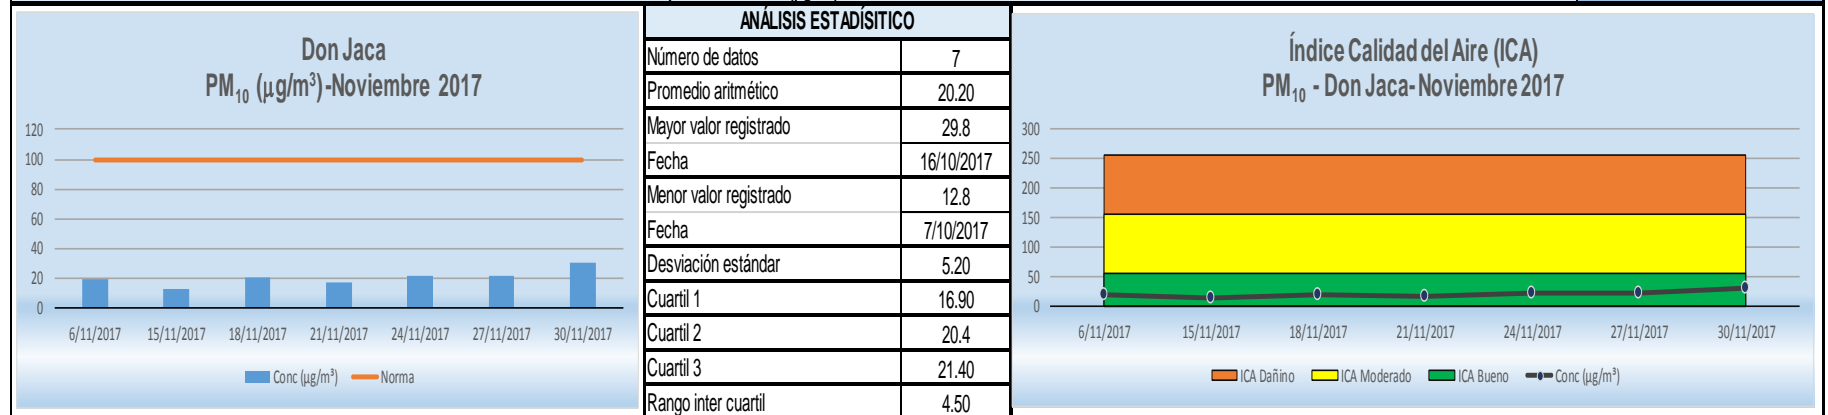 Don Jaca
PM10 (µg/m³)-Noviembre 2017
120
100
80
60
40
20
0
6/11/2017 15/11/2017 18/11/2017 21/11/2017 24/11/2017 27/11/2017 30/11/2017
Conc (µg/m³) Norma
ANÁLISIS ESTADÍSITICO
Número de datos 7
Promedio aritmético 20.20
Mayor valor registrado 29.8
Fecha 16/10/2017
Menor valor registrado 12.8
Fecha 7/10/2017
Desviación estándar 5.20
Cuartil 1 16.90
Cuartil 2 20.4
Cuartil 3 21.40
Rango inter cuartil 4.50
Índice Calidad del Aire (ICA)
PM10 - Don Jaca- Noviembre 2017
300
250
200
150
100
50
0
6/11/2017 15/11/2017 18/11/2017 21/11/2017 24/11/2017 27/11/2017 30/11/2017
ICA Dañino ICA Moderado ICA Bueno Conc (µg/m³)